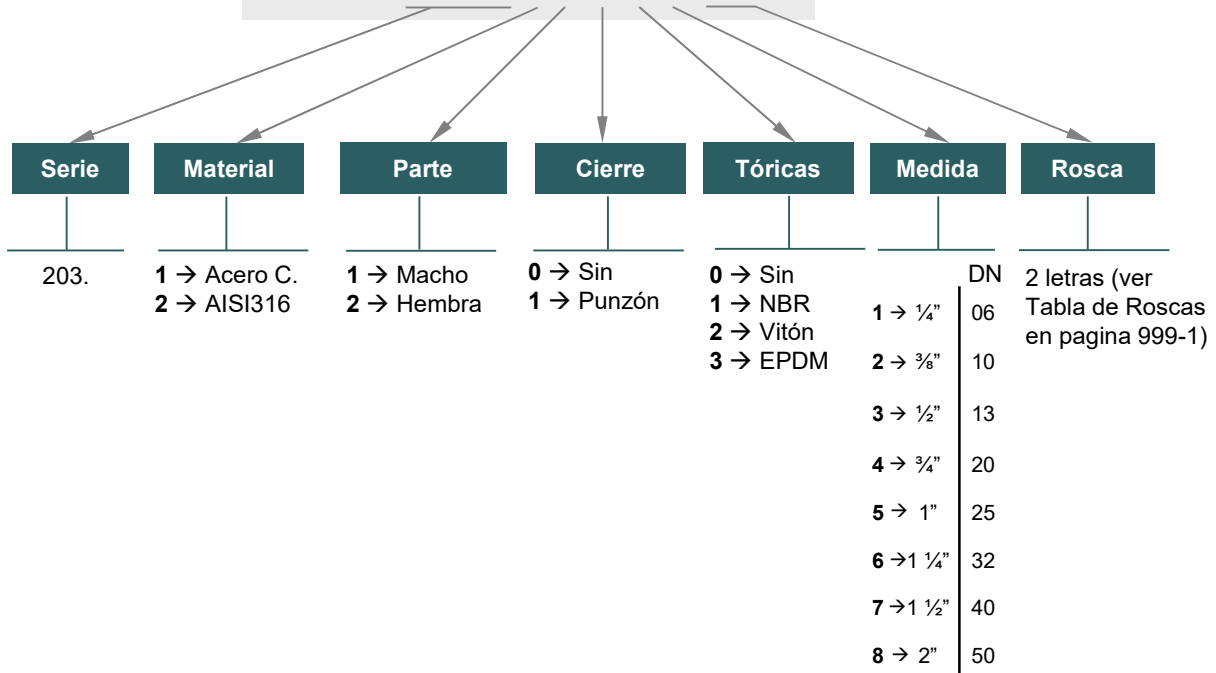 Serie
Material
Parte
Cierre
Tóricas
Medida
Rosca
203.
1 → Acero C.
2 → AISI316
1 → Macho
2 → Hembra
0 → Sin
1 → Punzón
0 → Sin
1 → NBR
2 → Vitón
3 → EPDM
DN
1 → ¼” 06
2 → ⅜” 10
3 → ½” 13
4 → ¾” 20
5 → 1” 25
6 →1 ¼” 32
7 →1 ½” 40
8 → 2” 50
2 letras (ver
Tabla de Roscas
en pagina 999-1)